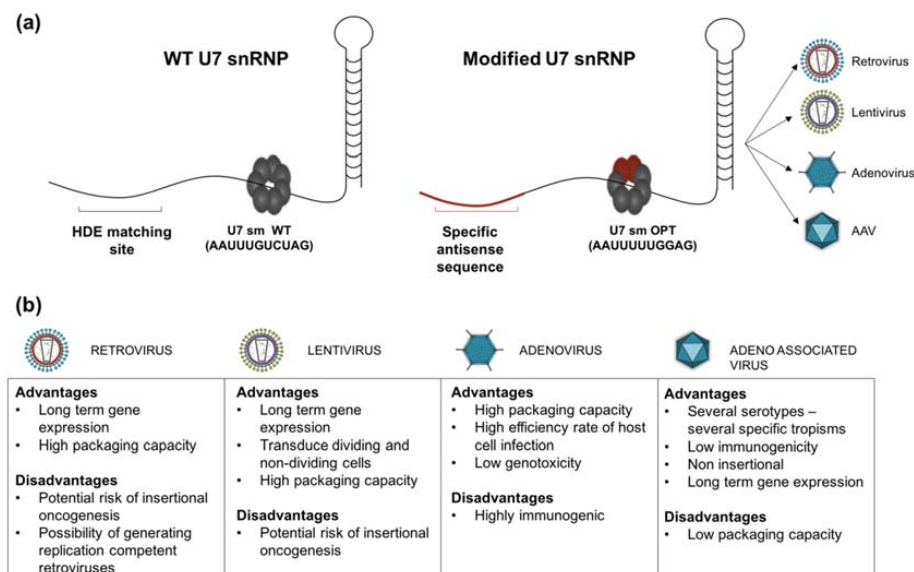 (a)
WT U7 snRNP
Modified U7 snRNP
Retrovirus
Lentivirus
Adenovirus
AAV
HDE matching
site
U7 sm WT
(AAUUUGUCUAG)
Specific
antisense
sequence
U7 sm OPT
(AAUUUUUGGAG)
(b)
RETROVIRUS
Advantages
• Long term gene
expression
• High packaging capacity
Disadvantages
• Potential risk of insertional
oncogenesis
• Possibility of generating
replication competent
retroviruses
LENTIVIRUS
Advantages
• Long term gene
expression
• Transduce dividing and
non-dividing cells
• High packaging capacity
Disadvantages
• Potential risk of insertional
oncogenesis
ADENOVIRUS
Advantages
• High packaging capacity
• High efficiency rate of host
cell infection
• Low genotoxicity
Disadvantages
• Highly immunogenic
ADENO ASSOCIATED
VIRUS
Advantages
• Several serotypes –
several specific tropisms
• Low immunogenicity
• Non insertional
• Long term gene expression
Disadvantages
• Low packaging capacity